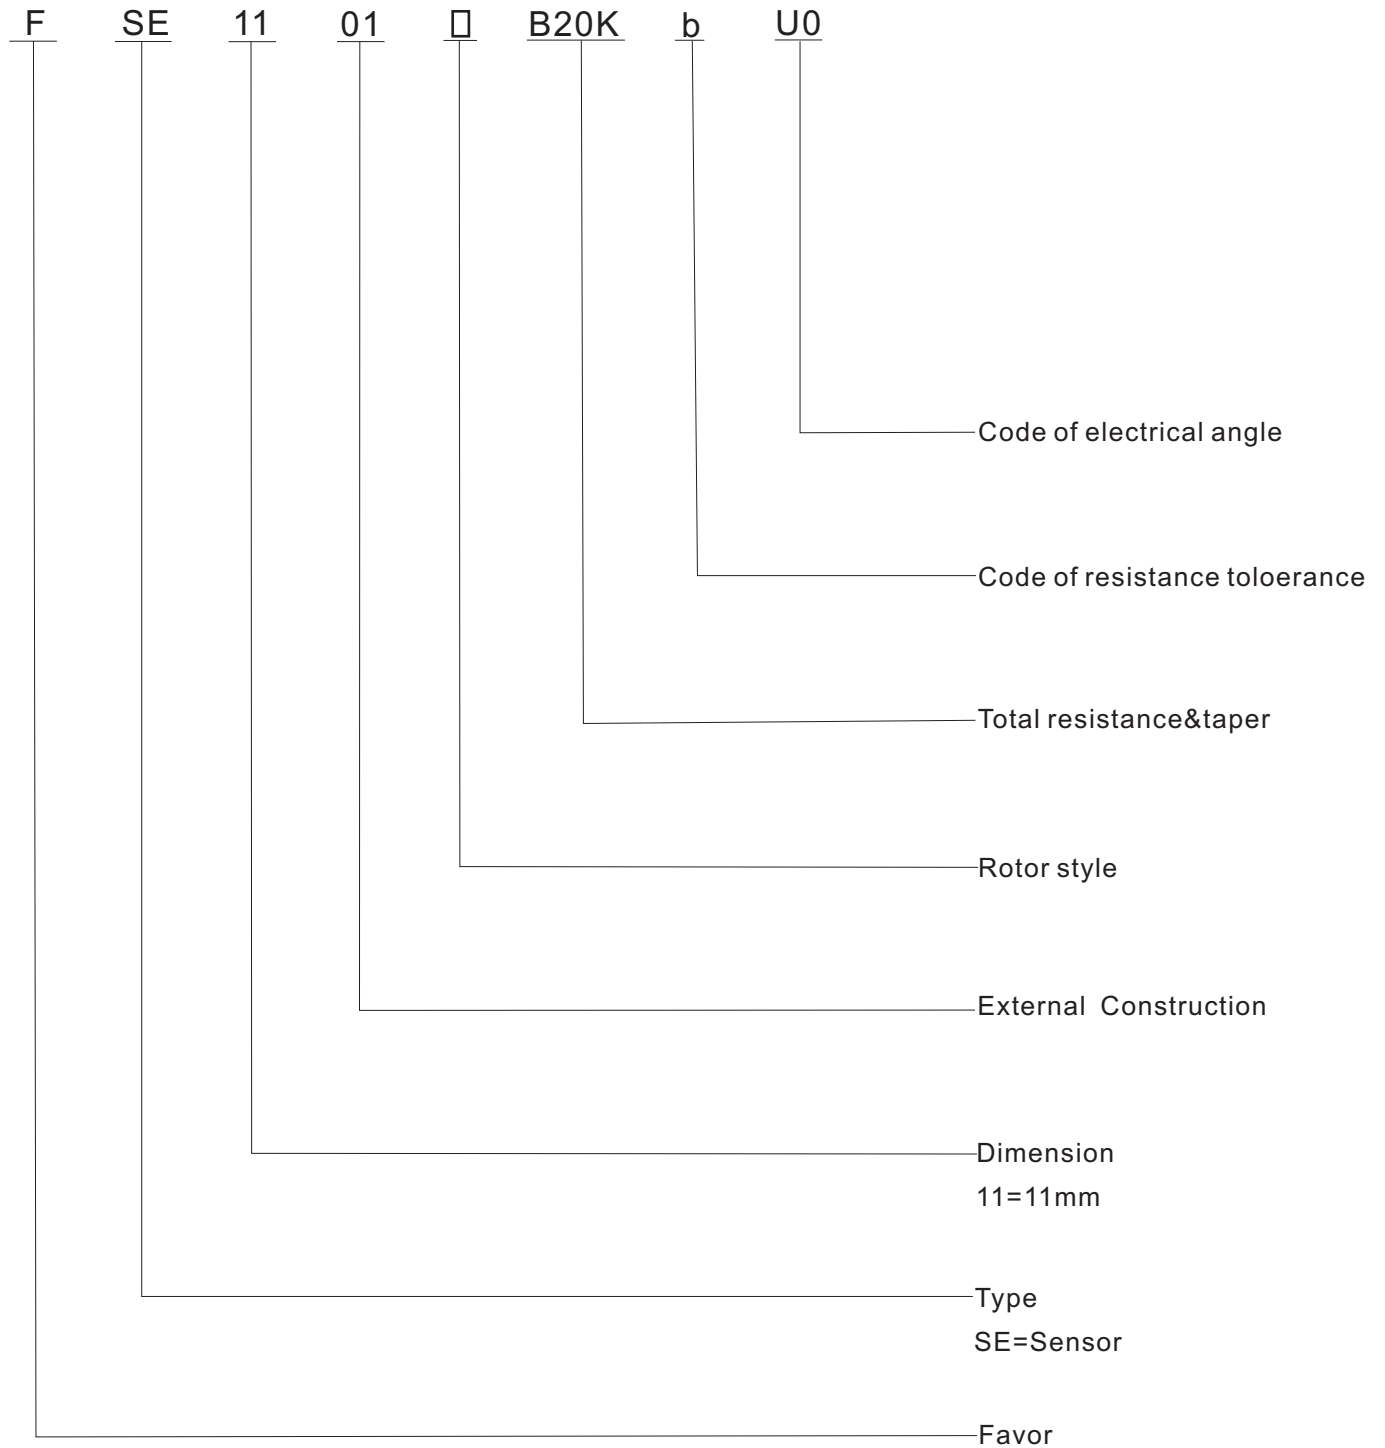 F SE 11 01 □ B20K b U0
Code of electrical angle
Code of resistance toloerance
Total resistance&taper
Rotor style
External Construction
Dimension
11=11mm
Type
SE=Sensor
Favor